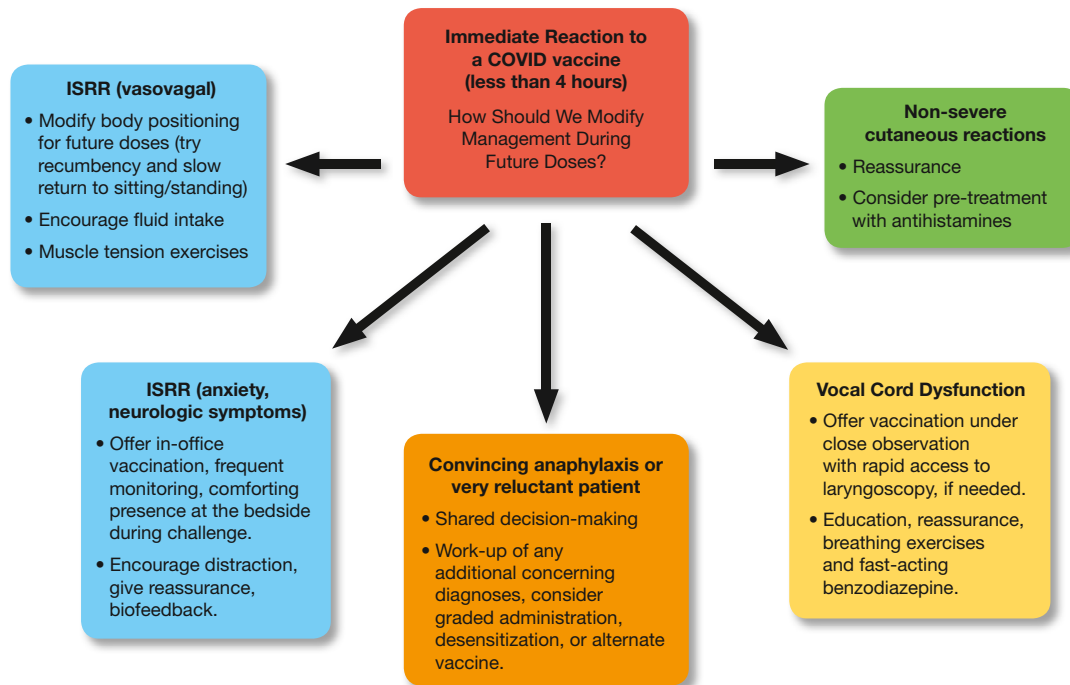 Immediate Reaction to
a COVID vaccine
(less than 4 hours)
How Should We Modify
Management During
Future Doses?
ISRR (vasovagal)
• Modify body positioning
for future doses (try
recumbency and slow
return to sitting/standing)
• Encourage fluid intake
• Muscle tension exercises
Non-severe
cutaneous reactions
• Reassurance
• Consider pre-treatment
with antihistamines
ISRR (anxiety,
neurologic symptoms)
• Offer in-office
vaccination, frequent
monitoring, comforting
presence at the bedside
during challenge.
• Encourage distraction,
give reassurance,
biofeedback.
Convincing anaphylaxis or
very reluctant patient
• Shared decision-making
• Work-up of any
additional concerning
diagnoses, consider
graded administration,
desensitization, or alternate
vaccine.
Vocal Cord Dysfunction
• Offer vaccination under
close observation
with rapid access to
laryngoscopy, if needed.
• Education, reassurance,
breathing exercises
and fast-acting
benzodiazepine.